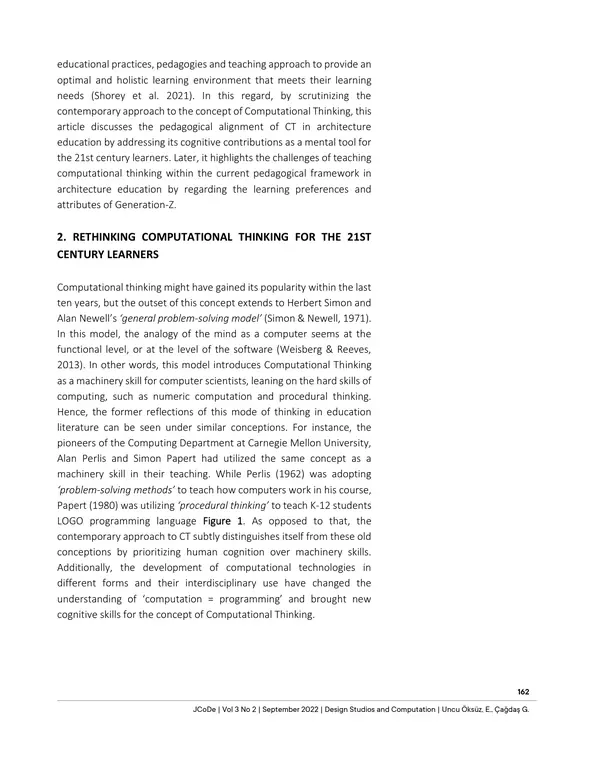 educational practices, pedagogies and teaching approach to provide an
optimal and holistic learning environment that meets their learning
needs (Shorey et al. 2021). In this regard, by scrutinizing the
contemporary approach to the concept of Computational Thinking, this
article discusses the pedagogical alignment of CT in architecture
education by addressing its cognitive contributions as a mental tool for
the 21st century learners. Later, it highlights the challenges of teaching
computational thinking within the current pedagogical framework in
architecture education by regarding the learning preferences and
attributes of Generation-Z.
2. RETHINKING COMPUTATIONAL THINKING FOR THE 21ST
CENTURY LEARNERS
Computational thinking might have gained its popularity within the last
ten years, but the outset of this concept extends to Herbert Simon and
Alan Newell’s ‘general problem-solving model’ (Simon & Newell, 1971).
In this model, the analogy of the mind as a computer seems at the
functional level, or at the level of the software (Weisberg & Reeves,
2013). In other words, this model introduces Computational Thinking
as a machinery skill for computer scientists, leaning on the hard skills of
computing, such as numeric computation and procedural thinking.
Hence, the former reflections of this mode of thinking in education
literature can be seen under similar conceptions. For instance, the
pioneers of the Computing Department at Carnegie Mellon University,
Alan Perlis and Simon Papert had utilized the same concept as a
machinery skill in their teaching. While Perlis (1962) was adopting
‘problem-solving methods’ to teach how computers work in his course,
Papert (1980) was utilizing ‘procedural thinking’ to teach K-12 students
LOGO programming language Figure 1. As opposed to that, the
contemporary approach to CT subtly distinguishes itself from these old
conceptions by prioritizing human cognition over machinery skills.
Additionally, the development of computational technologies in
different forms and their interdisciplinary use have changed the
understanding of ‘computation = programming’ and brought new
cognitive skills for the concept of Computational Thinking.
162
JCoDe | Vol 3 No 2 | September 2022 | Design Studios and Computation | Uncu Öksüz, E., Çağdaş G.